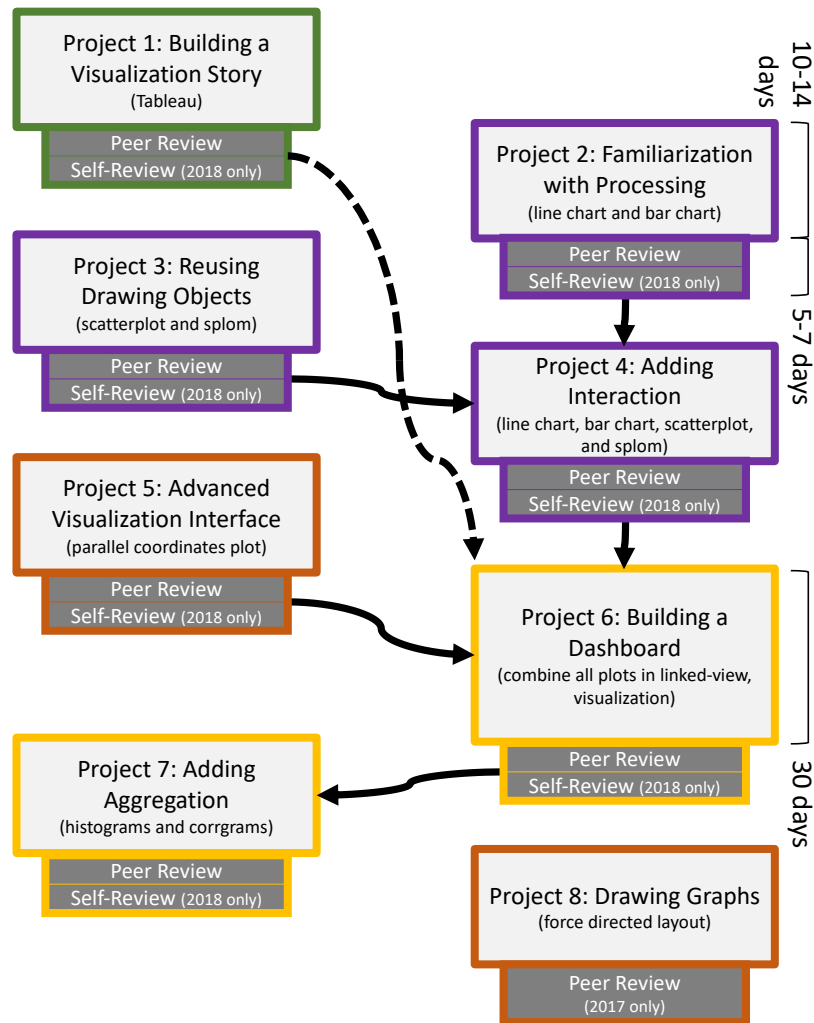 Project 1: Building a
Visualization Story
(Tableau)
Peer Review
Self-Review (2018 only)
10-14
days
Project 2: Familiarization
with Processing
(line chart and bar chart)
Peer Review
Self-Review (2018 only)
5-7 days
Project 3: Reusing
Drawing Objects
(scatterplot and splom)
Peer Review
Self-Review (2018 only)
Project 4: Adding
Interaction
(line chart, bar chart, scatterplot,
and splom)
Peer Review
Self-Review (2018 only)
Project 5: Advanced
Visualization Interface
(parallel coordinates plot)
Peer Review
Self-Review (2018 only)
Project 6: Building a
Dashboard
(combine all plots in linked-view,
visualization)
Peer Review
Self-Review (2018 only)
30 days
Project 7: Adding
Aggregation
(histograms and corrgrams)
Peer Review
Self-Review (2018 only)
Project 8: Drawing Graphs
(force directed layout)
Peer Review
(2017 only)